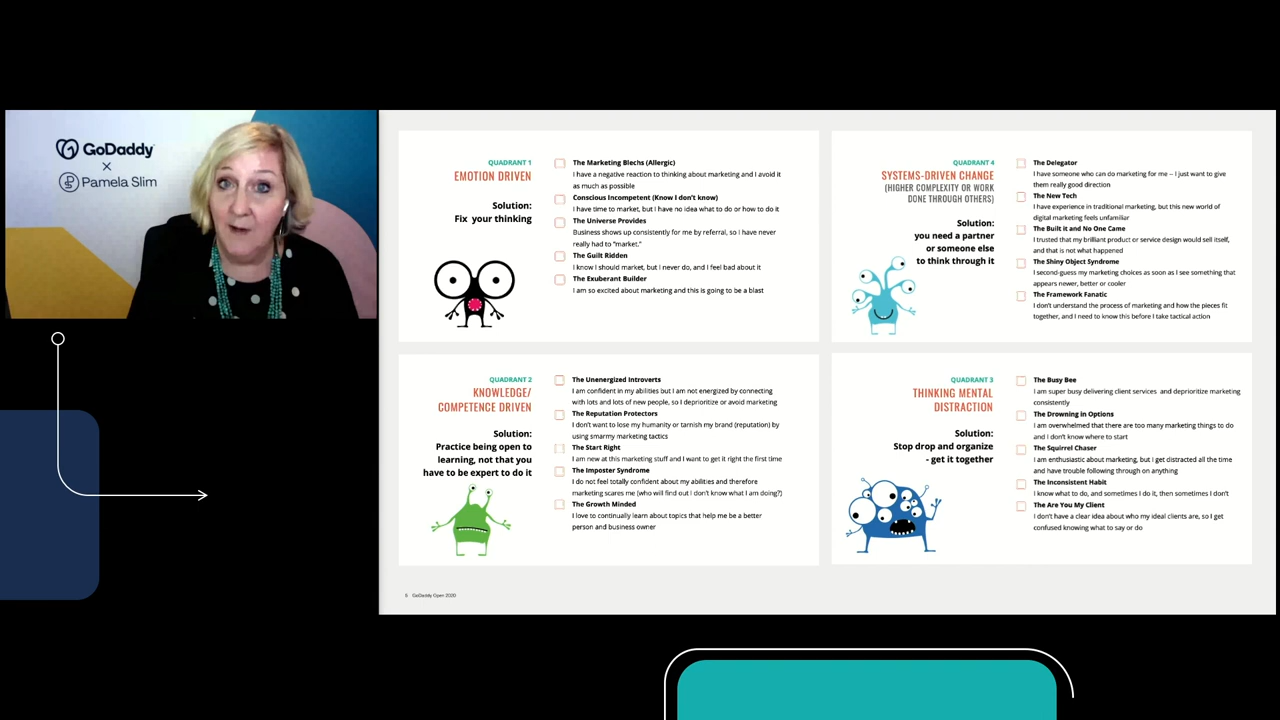 GoDaddy
×
Pamela Slim
QUADRANT 1
EMOTION DRIVEN
Solution:
Fix your thinking
The Marketing Blechs (Allergic)
I have a negative reaction to thinking about marketing and I avoid it
as much as possible
Conscious Incompetent (Know I don't know)
I have time to market, but I have no idea what to do or how to do it
The Universe Provides
Business shows up consistently for me by referral, so I have never
really had to “market.”
The Guilt Ridden
I know I should market, but I never do, and I feel bad about it
The Exuberant Builder
I am so excited about marketing and this is going to be a blast
QUADRANT 4
SYSTEMS-DRIVEN CHANGE
(HIGHER COMPLEXITY OR WORK
DONE THROUGH OTHERS)
Solution:
you need a partner
or someone else
to think through it
The Delegator
I have someone who can do marketing for me – I just want to give
them really good direction
The New Tech
I have experience in traditional marketing, but this new world of
digital marketing feels unfamiliar
The Built it and No One Came
I trusted that my brilliant product or service design would sell itself,
and that is not what happened
The Shiny Object Syndrome
I second-guess my marketing choices as soon as I see something that
appears newer, better or cooler
The Framework Fanatic
I don't understand the process of marketing and how the pieces fit
together, and I need to know this before I take tactical action
QUADRANT 2
KNOWLEDGE/
COMPETENCE DRIVEN
Solution:
Practice being open to
learning, not that you
have to be expert to do it
The Unenergized Introverts
I am confident in my abilities but I am not energized by connecting
with lots and lots of new people, so I deprioritize or avoid marketing
The Reputation Protectors
I don't want to lose my humanity or tarnish my brand (reputation) by
using smarmy marketing tactics
The Start Right
I am new at this marketing stuff and I want to get it right the first time
The Imposter Syndrome
I do not feel totally confident about my abilities and therefore
marketing scares me (who will find out I don't know what I am doing?)
The Growth Minded
I love to continually learn about topics that help me be a better
person and business owner
QUADRANT 3
THINKING MENTAL
DISTRACTION
Solution:
Stop drop and organize
- get it together
The Busy Bee
I am super busy delivering client services and deprioritize marketing
consistently
The Drowning in Options
I am overwhelmed that there are too many marketing things to do
and I don't know where to start
The Squirrel Chaser
I am enthusiastic about marketing, but I get distracted all the time
and have trouble following through on anything
The Inconsistent Habit
I know what to do, and sometimes I do it, then sometimes I don't
The Are You My Client
I don't have a clear idea about who my ideal clients are, so I get
confused knowing what to say or do
5 GoDaddy Open 2020